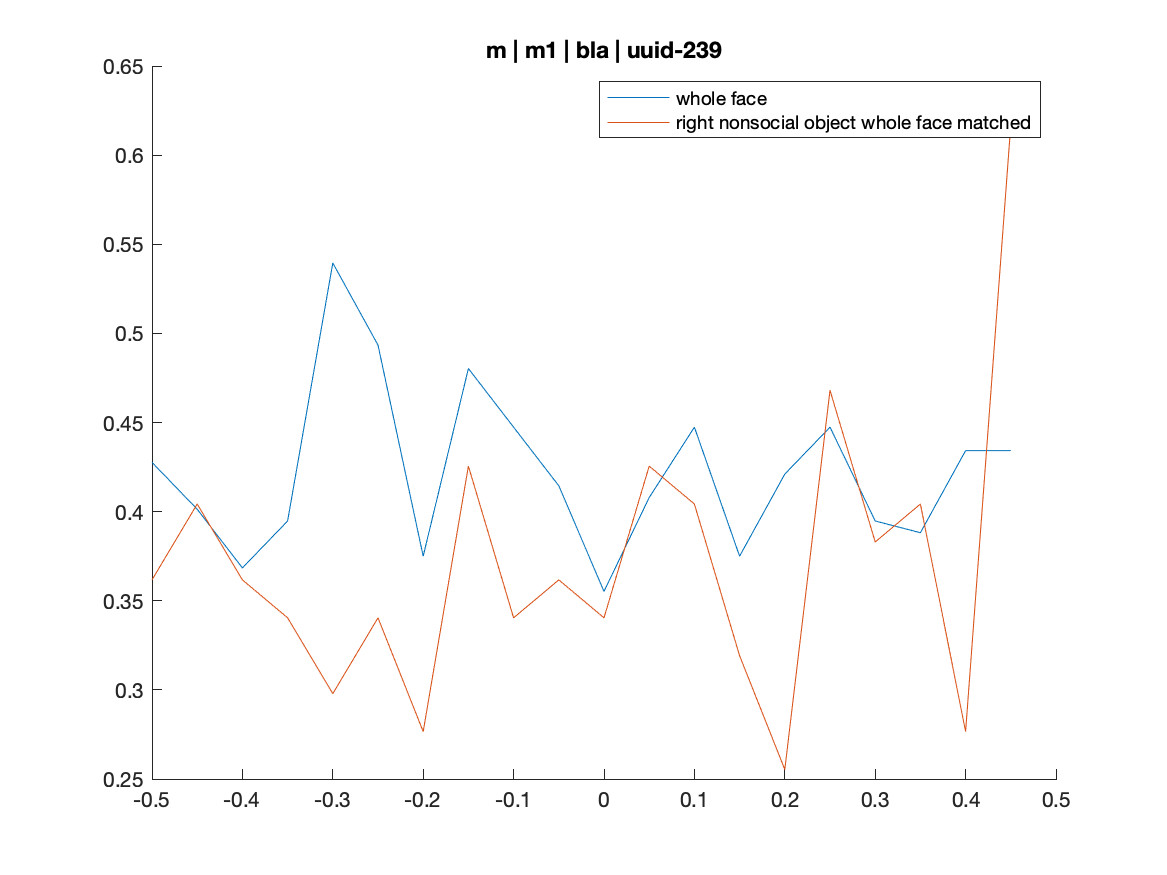 m | m1 | bla | uuid-239
0.65
whole face
right nonsocial object whole face matched
0.6
0.55
0.5
0.45
0.4
0.35
0.3
0.25
-0.5 -0.4 -0.3 -0.2 -0.1 0 0.1 0.2 0.3 0.4 0.5